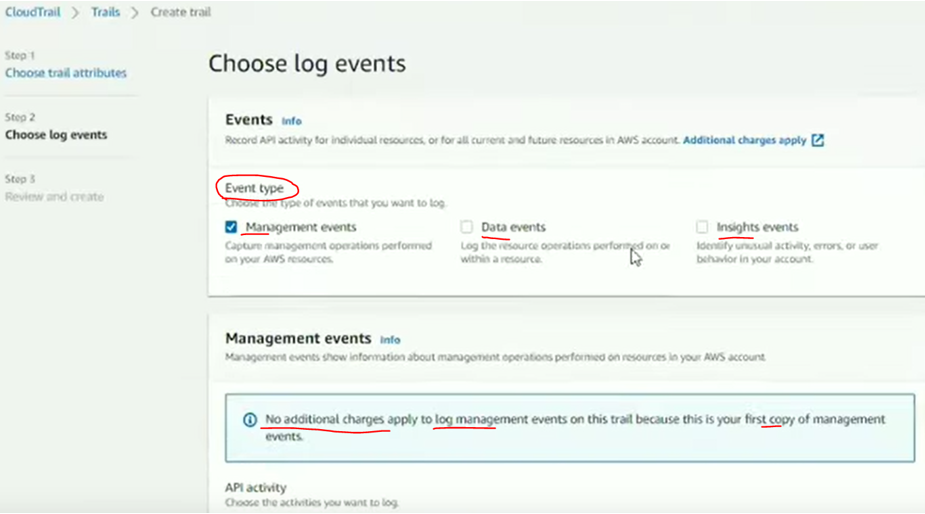 CloudTrail > Trails > Create trail
Step 1
Choose trail attributes
Step 2
Choose log events
Step 3
Review and create
Choose log events
Events Info
Record API activity for individual resources, or for all current and future resources in AWS account. Additional charges apply
Event type
Choose the type of events that you want to log.
Management events
Capture management operations performed
on your AWS resources.
Data events
Log the resource operations performed on or
within a resource.
Insights events
Identify unusual activity, errors, or user
behavior in your account.
Management events Info
Management events show information about management operations performed on resources in your AWS account
No additional charges apply to log management events on this trail because this is your first copy of management
events.
API activity
Choose the activities you want to log.